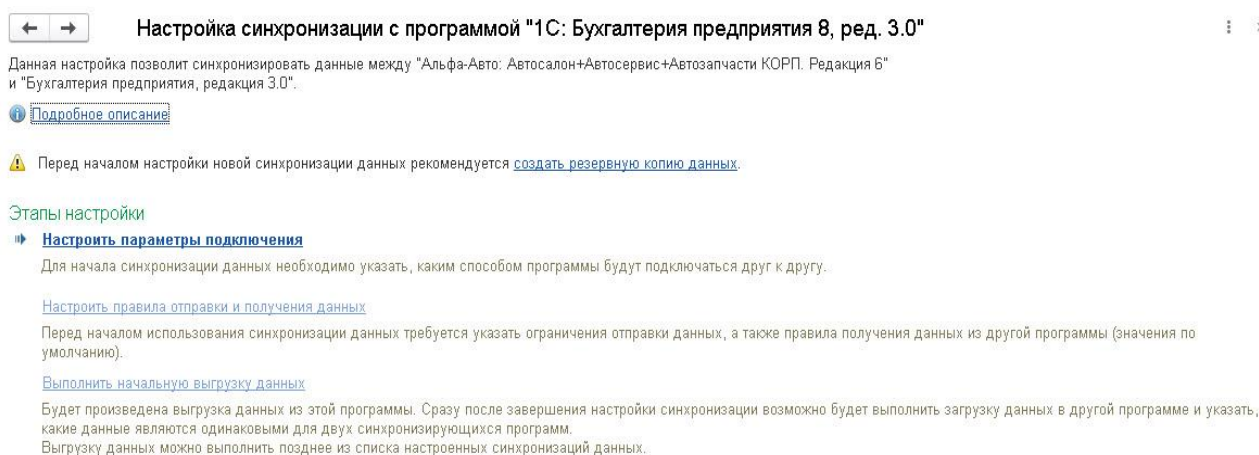 Настройка синхронизации с программой "1С: Бухгалтерия предприятия 8, ред. 3.0"
Данная настройка позволит синхронизировать данные между "Альфа-Авто: Автосалон+Автосервис+Автозапчасти КОРП. Редакция 6"
и "Бухгалтерия предприятия, редакция 3.0".
Подробное описание
Перед началом настройки новой синхронизации данных рекомендуется создать резервную копию данных.
Этапы настройки
Настроить параметры подключения
Для начала синхронизации данных необходимо указать, каким способом программы будут подключаться друг к другу.
Настроить правила отправки и получения данных
Перед началом использования синхронизации данных требуется указать ограничения отправки данных, а также правила получения данных из другой программы (значения по
умолчанию).
Выполнить начальную выгрузку данных
Будет произведена выгрузка данных из этой программы. Сразу после завершения настройки синхронизации возможно будет выполнить загрузку данных в другой программе и указать,
какие данные являются одинаковыми для двух синхронизирующихся программ.
Выгрузку данных можно выполнить позднее из списка настроенных синхронизаций данных.